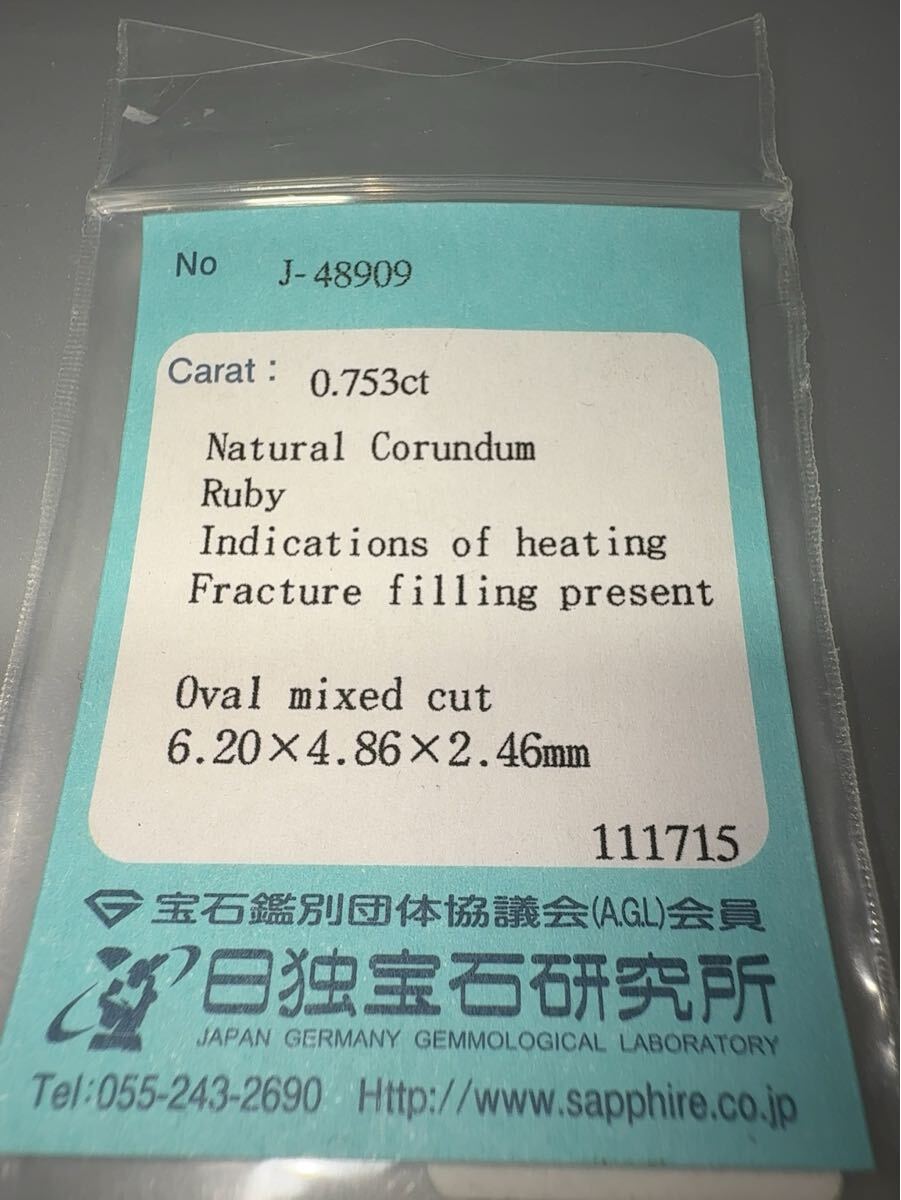 No J-48909
Carat: 0.753ct
Natural Corundum
Ruby
Indications of heating
Fracture filling present
Oval mixed cut
6.20×4.86×2.46mm
111715
宝石鑑別団体協議会(A.G.L)会員
日独宝石研究所
JAPAN GERMANY GEMMOLOGICAL LABORATORY
Tel:055-243-2690 Http://www.sapphire.co.jp